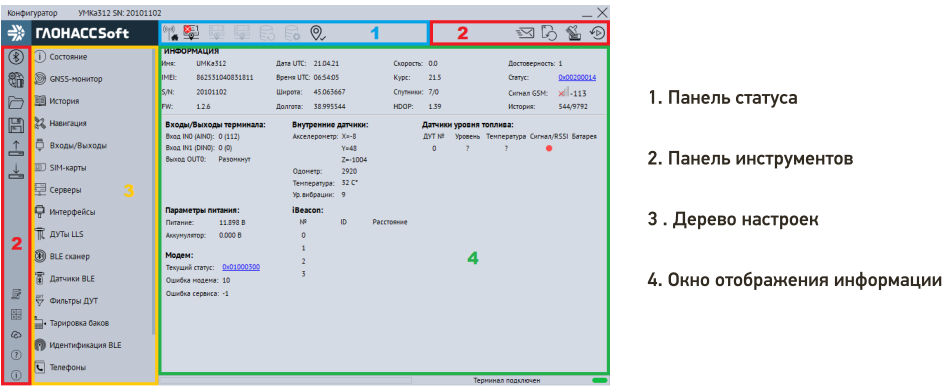 Конфигуратор УМКа312 SN: 20101102
ГЛОНАССSoft
1
2
ИНФОРМАЦИЯ
Имя: UMKa312 Дата UTC: 21.04.21 Скорость: 0.0 Достоверность: 1
IMEI: 862531040831811 Время UTC: 06:54:05 Курс: 21.5 Статус: 0x00200014
S/N: 20101102 Широта: 45.063667 Спутники: 7/0 Сигнал GSM: -113
FW: 1.2.6 Долгота: 38.993544 HDOP: 1.39 История: 544/9792
Входы/Выходы терминала: Внутренние датчики: Датчики уровня топлива:
Вход IN0 (AIN0): 0 (112) Акселерометр: X=-8 ДУТ № Уровень Температура Сигнал/RSSI Батарея
Вход IN1 (DIN0): 0 (0) Y=48 0 ? ?
Выход OUT0: Разомкнут Z=-1004
Одометр: 2920
Температура: 32 C°
Ур.вибрации: 9
Параметры питания: iBeacon:
Питание: 11.898 В № ID Расстояние
Аккумулятор: 0.000 В 0
1
Модем: 2
Текущий статус: 0x01000300 3
Ошибка модема: 10
Ошибка сервиса: -1
4
Состояние
GNSS-монитор
История
Навигация
Входы/Выходы
SIM-карты
Серверы
3
Интерфейсы
ДУТы LLS
2
BLE сканер
Датчики BLE
Фильтры ДУТ
Тарировка баков
Идентификация BLE
Телефоны
Терминал подключен
1. Панель статуса
2. Панель инструментов
3 . Дерево настроек
4. Окно отображения информации